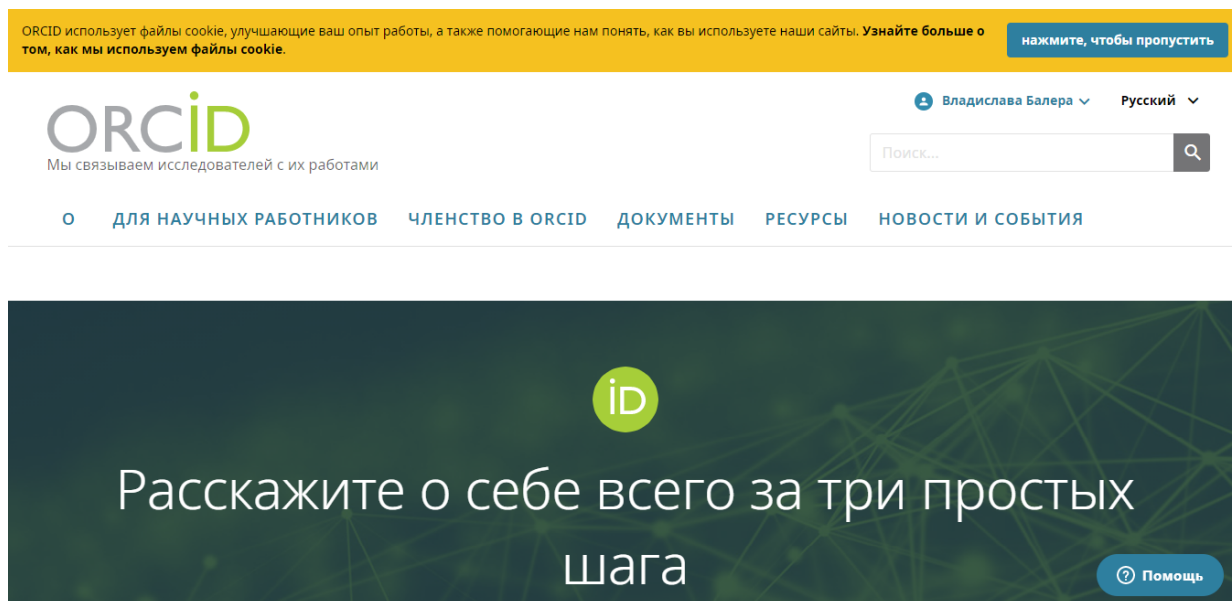 ORCID использует файлы cookie, улучшающие ваш опыт работы, а также помогающие нам понять, как вы используете наши сайты. Узнайте больше о
том, как мы используем файлы cookie.
нажмите, чтобы пропустить
ORCID
Мы связываем исследователей с их работами
Владислава Балера
Русский
Поиск...
О ДЛЯ НАУЧНЫХ РАБОТНИКОВ ЧЛЕНСТВО В ORCID ДОКУМЕНТЫ РЕСУРСЫ НОВОСТИ И СОБЫТИЯ
iD
Расскажите о себе всего за три простых
шага
Помощь